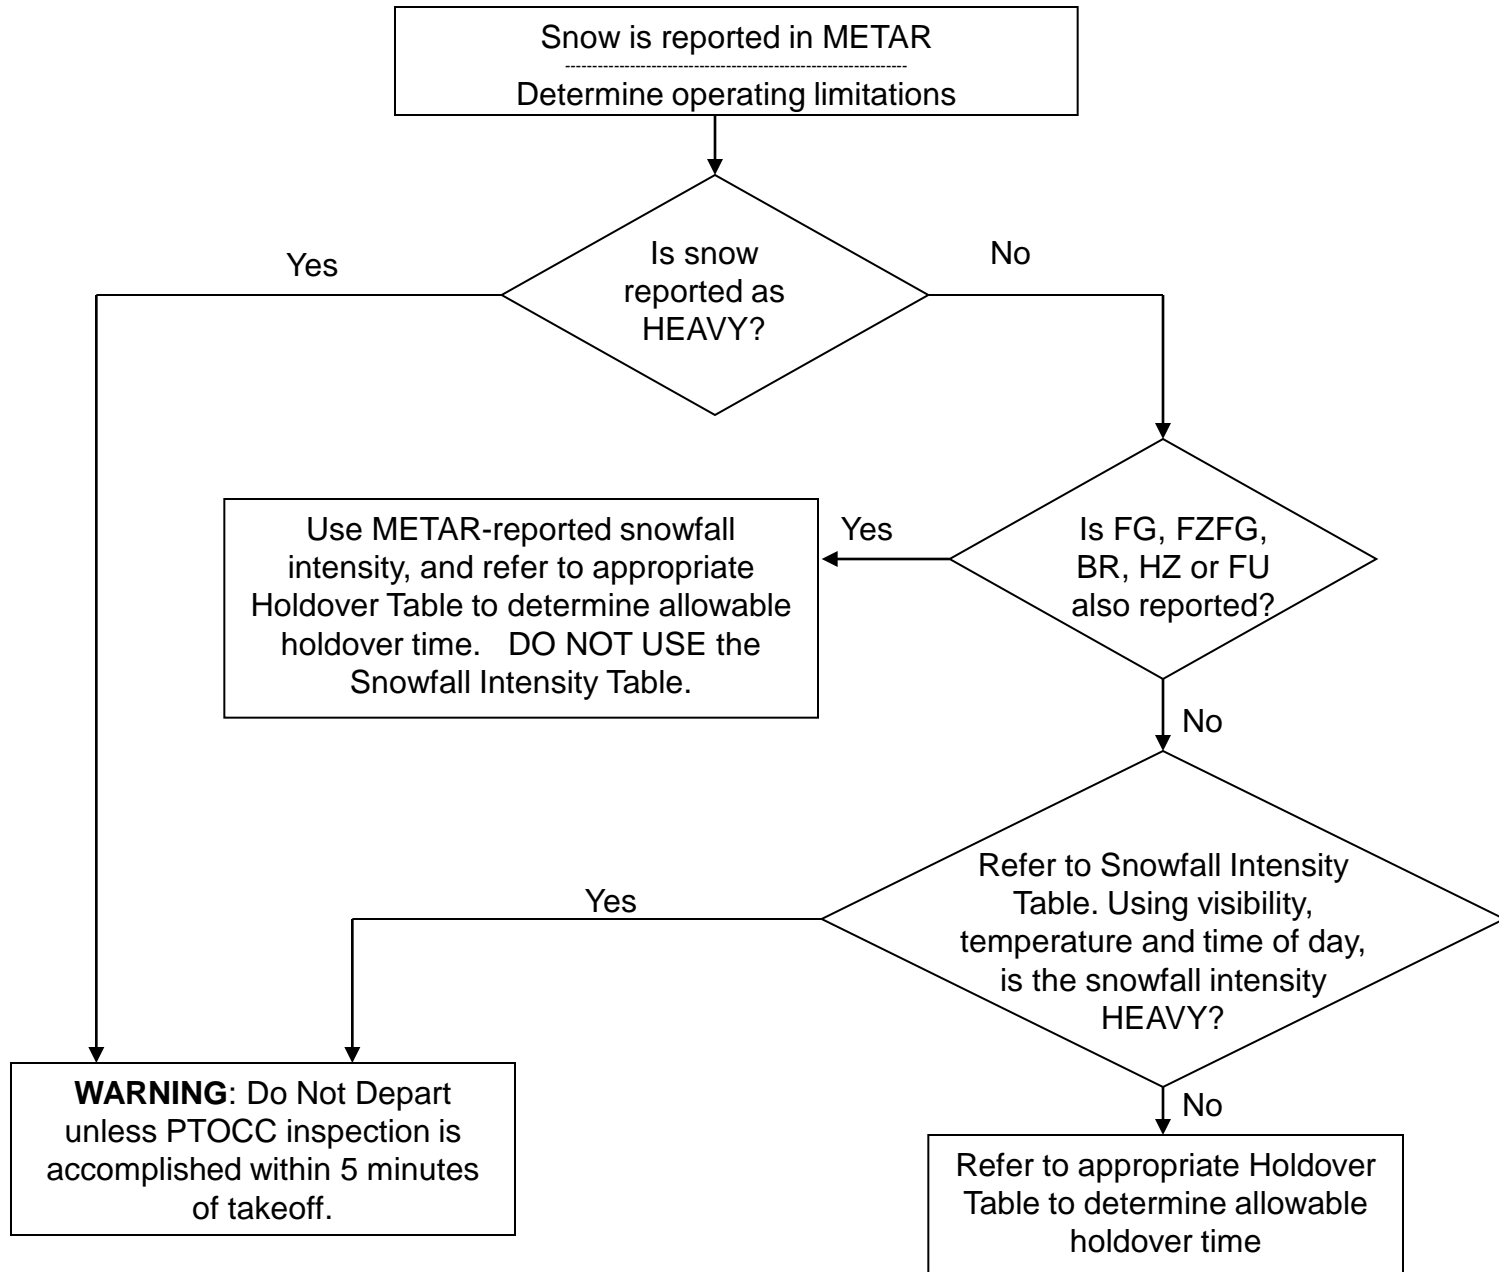 Snow is reported in METAR
----------------------------------------------------------------
Determine operating limitations
Is snow
reported as
HEAVY?
Yes
No
Is FG, FZFG,
BR, HZ or FU
also reported?
Yes
Use METAR-reported snowfall
intensity, and refer to appropriate
Holdover Table to determine allowable
holdover time.   DO NOT USE the
Snowfall Intensity Table.
No
Refer to Snowfall Intensity
Table. Using visibility,
temperature and time of day,
is the snowfall intensity
HEAVY?
Yes
No
WARNING: Do Not Depart
unless PTOCC inspection is
accomplished within 5 minutes
of takeoff.
Refer to appropriate Holdover
Table to determine allowable
holdover time